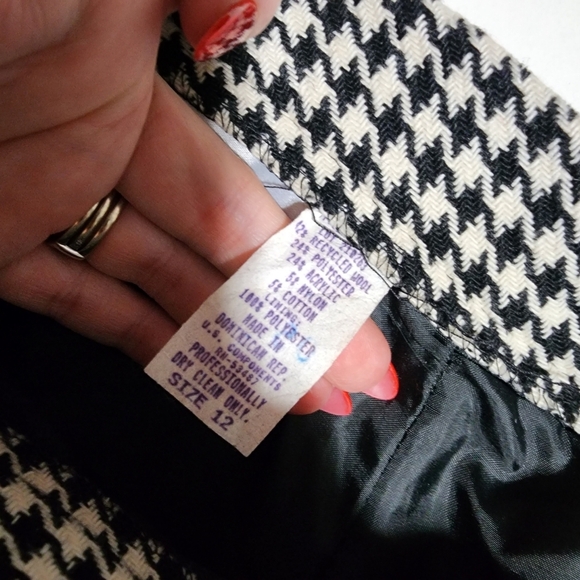 RECYCLED WOOL
24% POLYESTER
24% ACRYLIC
5% NYLON
5% COTTON
LINING:
100% POLYESTER
MADE IN
DOMINICAN REP.
U.S. COMPONENTS
PROFESSIONALLY
DRY CLEAN ONLY.
SIZE 12